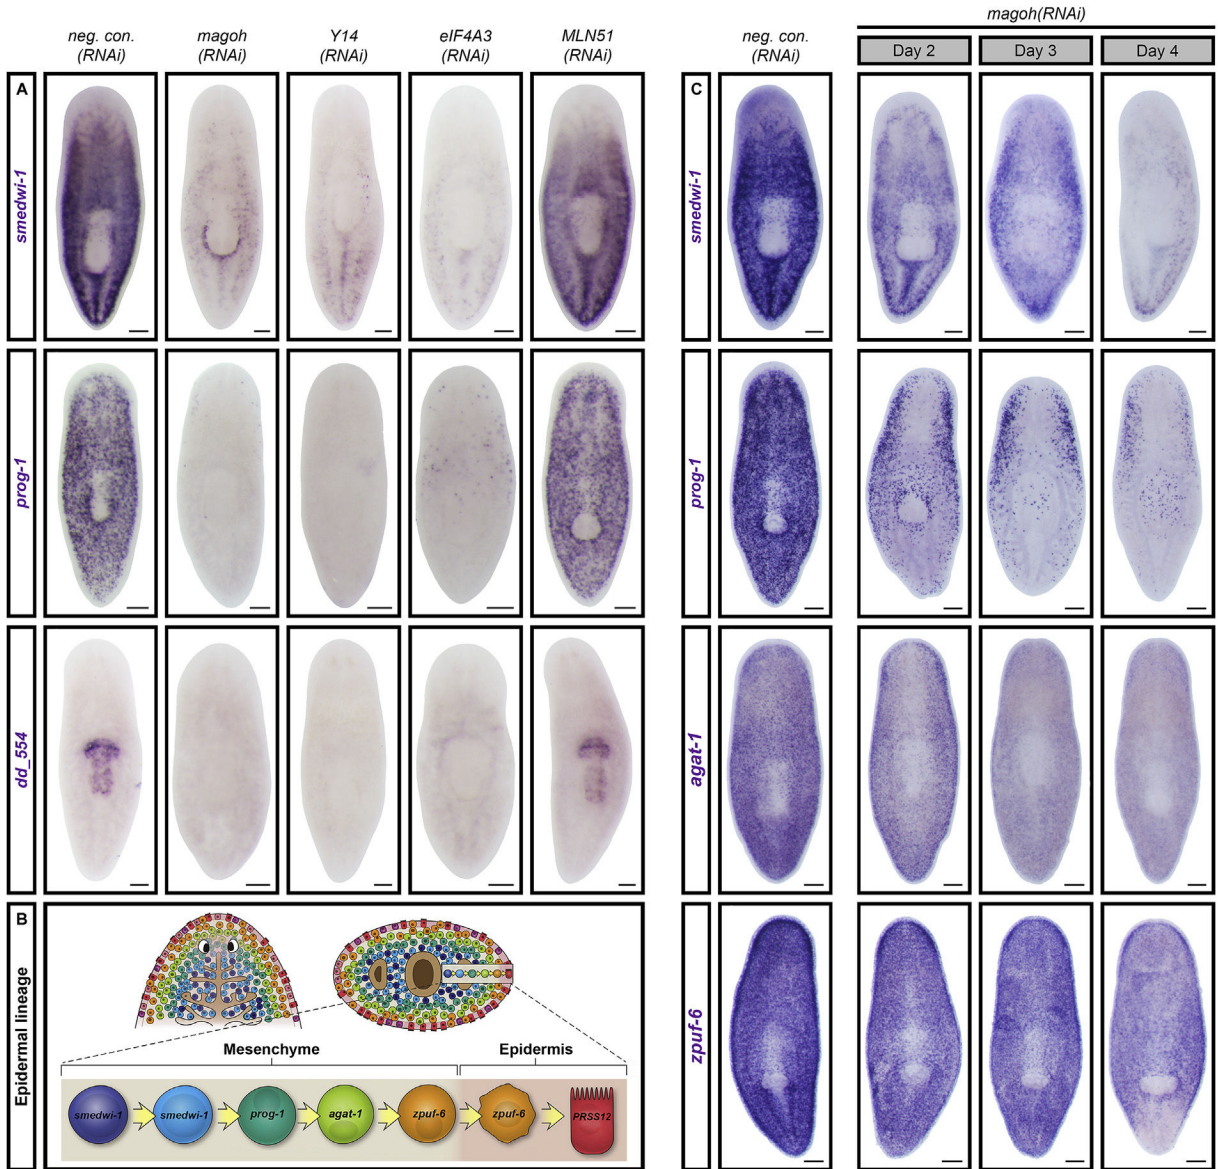 neg. con.
(RNAi)
magoh
(RNAi)
Y14
(RNAi)
eIF4A3
(RNAi)
MLN51
(RNAi)
A
smedwi-1
prog-1
dd_554
B
Epidermal lineage
Mesenchyme
Epidermis
smedwi-1
smedwi-1
prog-1
agat-1
zpuf-6
zpuf-6
PRSS12
magoh(RNAi)
neg. con.
(RNAi)
Day 2
Day 3
Day 4
C
smedwi-1
prog-1
agat-1
zpuf-6